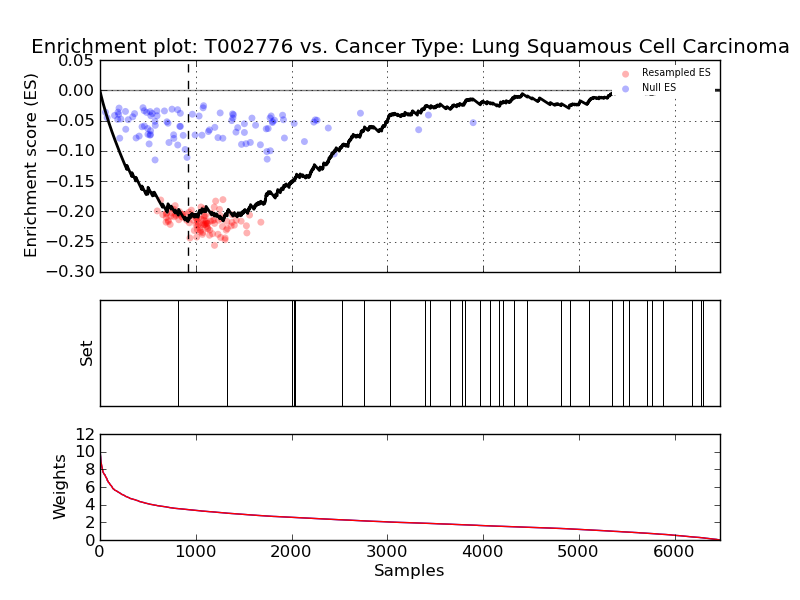 Enrichment plot: T002776 vs. Cancer Type: Lung Squamous Cell Carcinoma
Enrichment score (ES)
0.05
0.00
−0.05
−0.10
−0.15
−0.20
−0.25
−0.30
Resampled ES
Null ES
Set
Weights
12
10
8
6
4
2
0
0 1000 2000 3000 4000 5000 6000
Samples